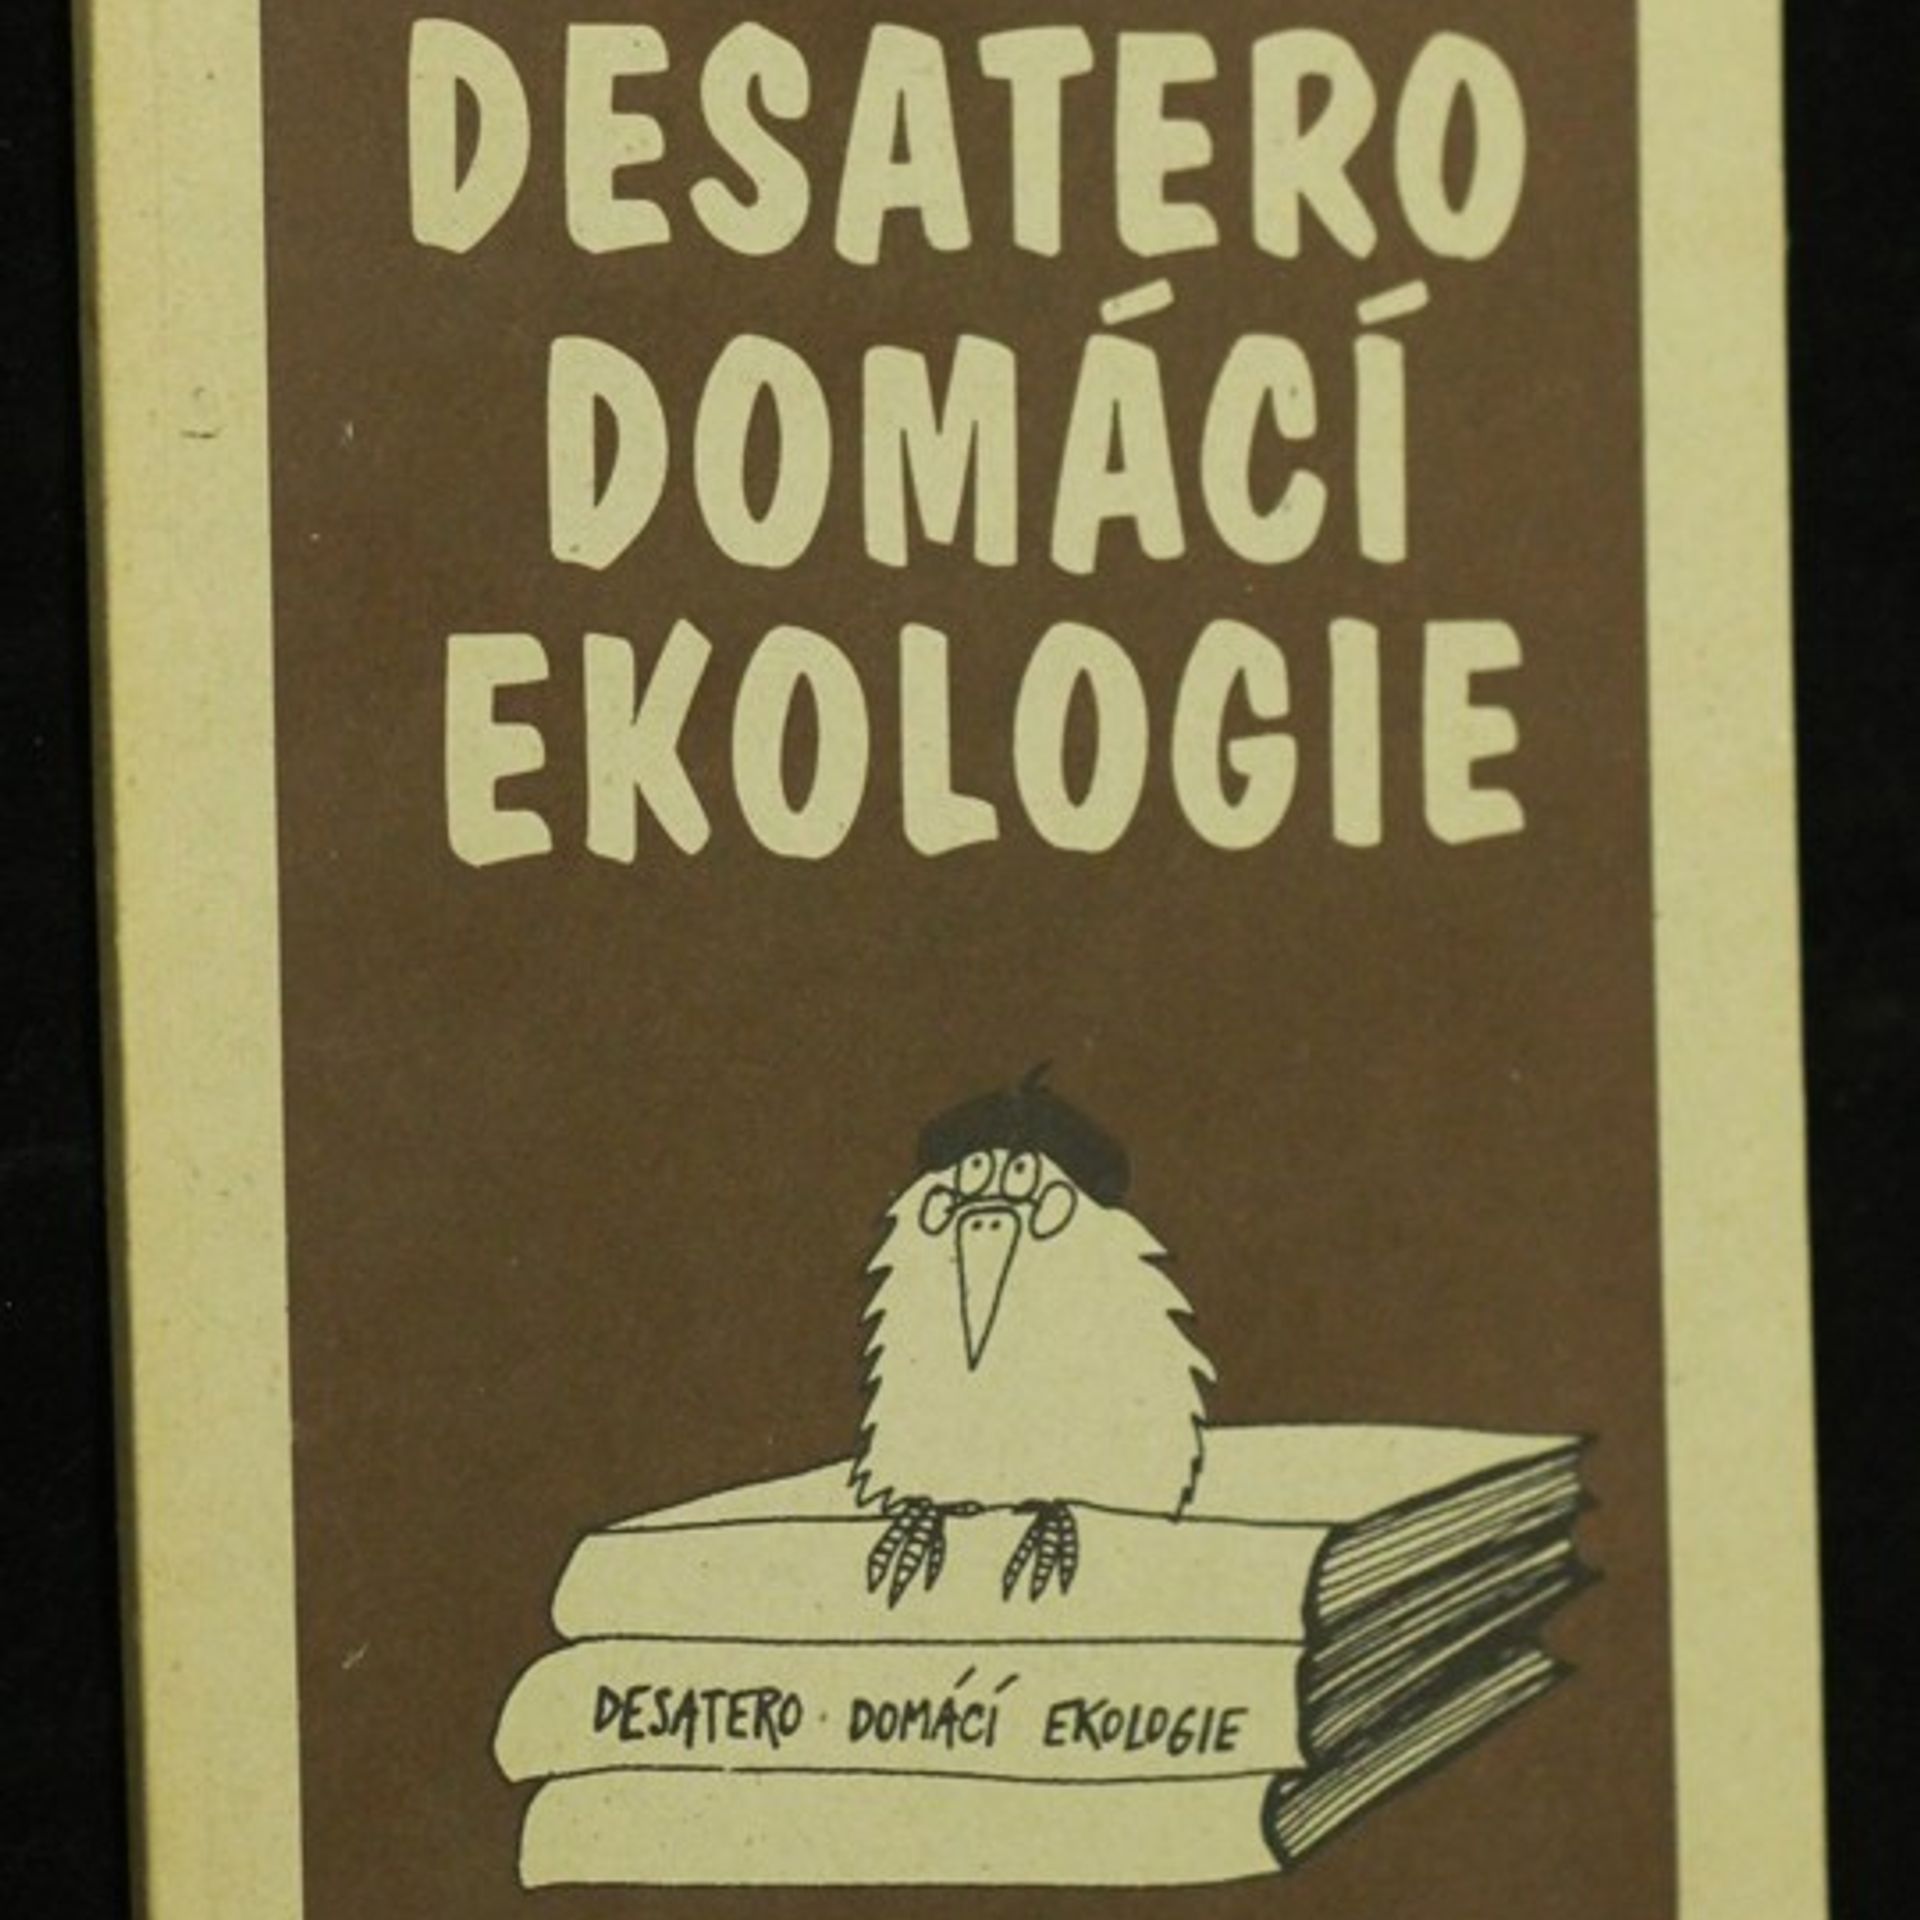 DESATERO
DOMÁCÍ
EKOLOGIE
DESATERO · DOMÁCÍ EKOLOGIE